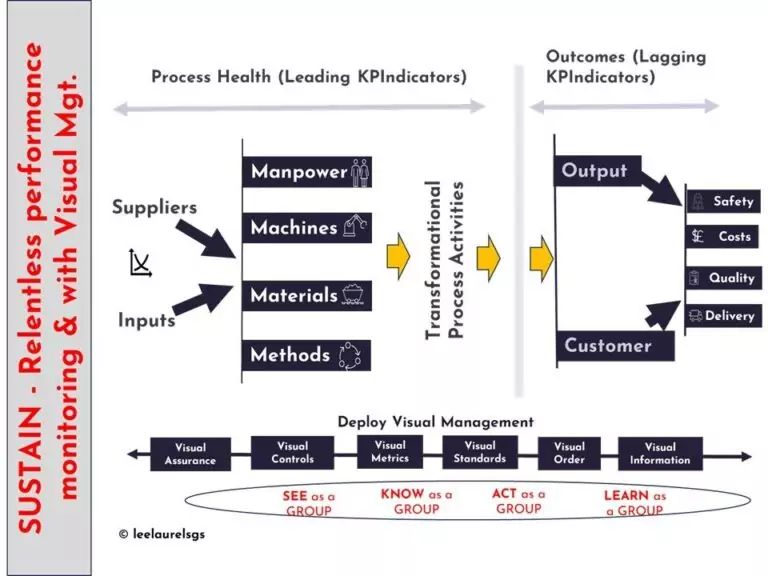 SUSTAIN - Relentless performance
monitoring & with Visual Mgt.
Process Health (Leading KPIndicators)
Outcomes (Lagging
KPIndicators)
Suppliers
Inputs
Manpower
Machines
Materials
Methods
Transformational
Process Activities
Output
Customer
Safety
$£ Costs
Quality
Delivery
Deploy Visual Management
Visual
Assurance
Visual
Controls
Visual
Metrics
Visual
Standards
Visual
Order
Visual
Information
SEE as a
GROUP
KNOW as a
GROUP
ACT as a
GROUP
LEARN as
a GROUP
© leelaurelsgs